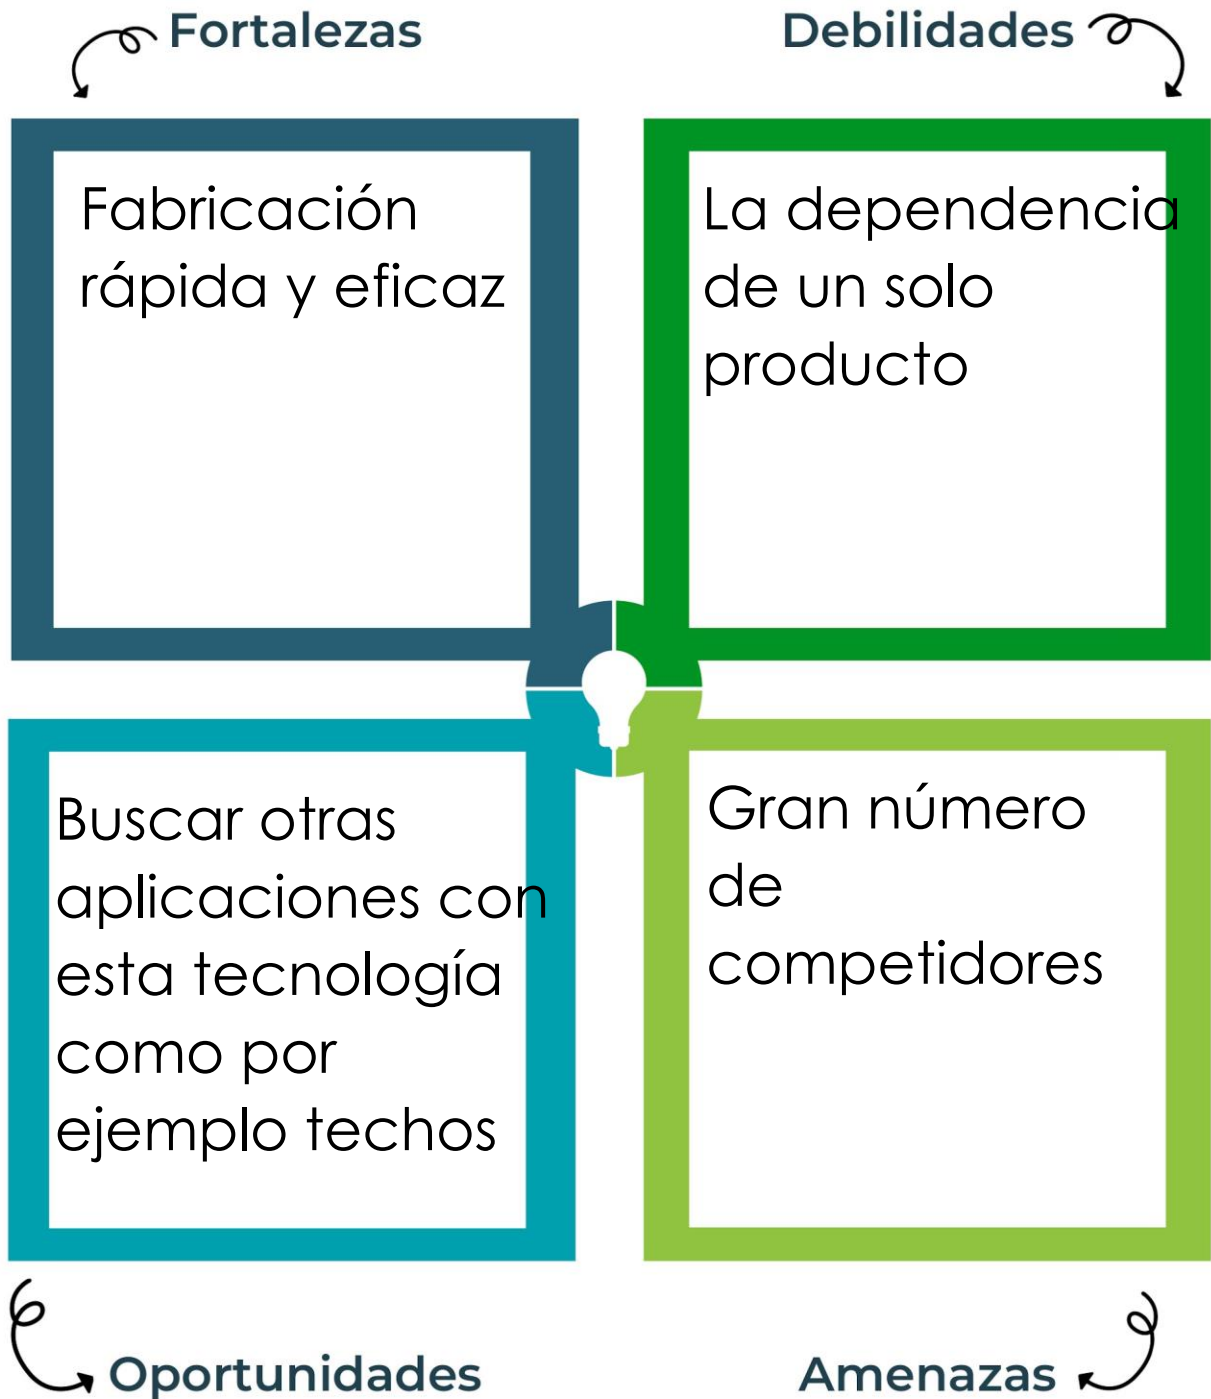 Fortalezas
Debilidades
Fabricación
rápida y eficaz
La dependencia
de un solo
producto
Buscar otras
aplicaciones con
esta tecnología
como por
ejemplo techos
Gran número
de
competidores
Oportunidades
Amenazas